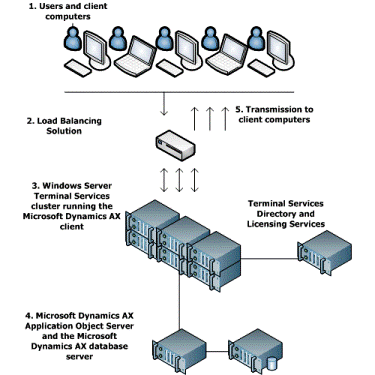 1. Users and client
computers
2. Load Balancing
Solution
5. Transmission to
client computers
3. Windows Server
Terminal Services
cluster running the
Microsoft Dynamics AX
client
Terminal Services
Directory and
Licensing Services
4. Microsoft Dynamics AX
Application Object Server
and the Microsoft
Dynamics AX database
server